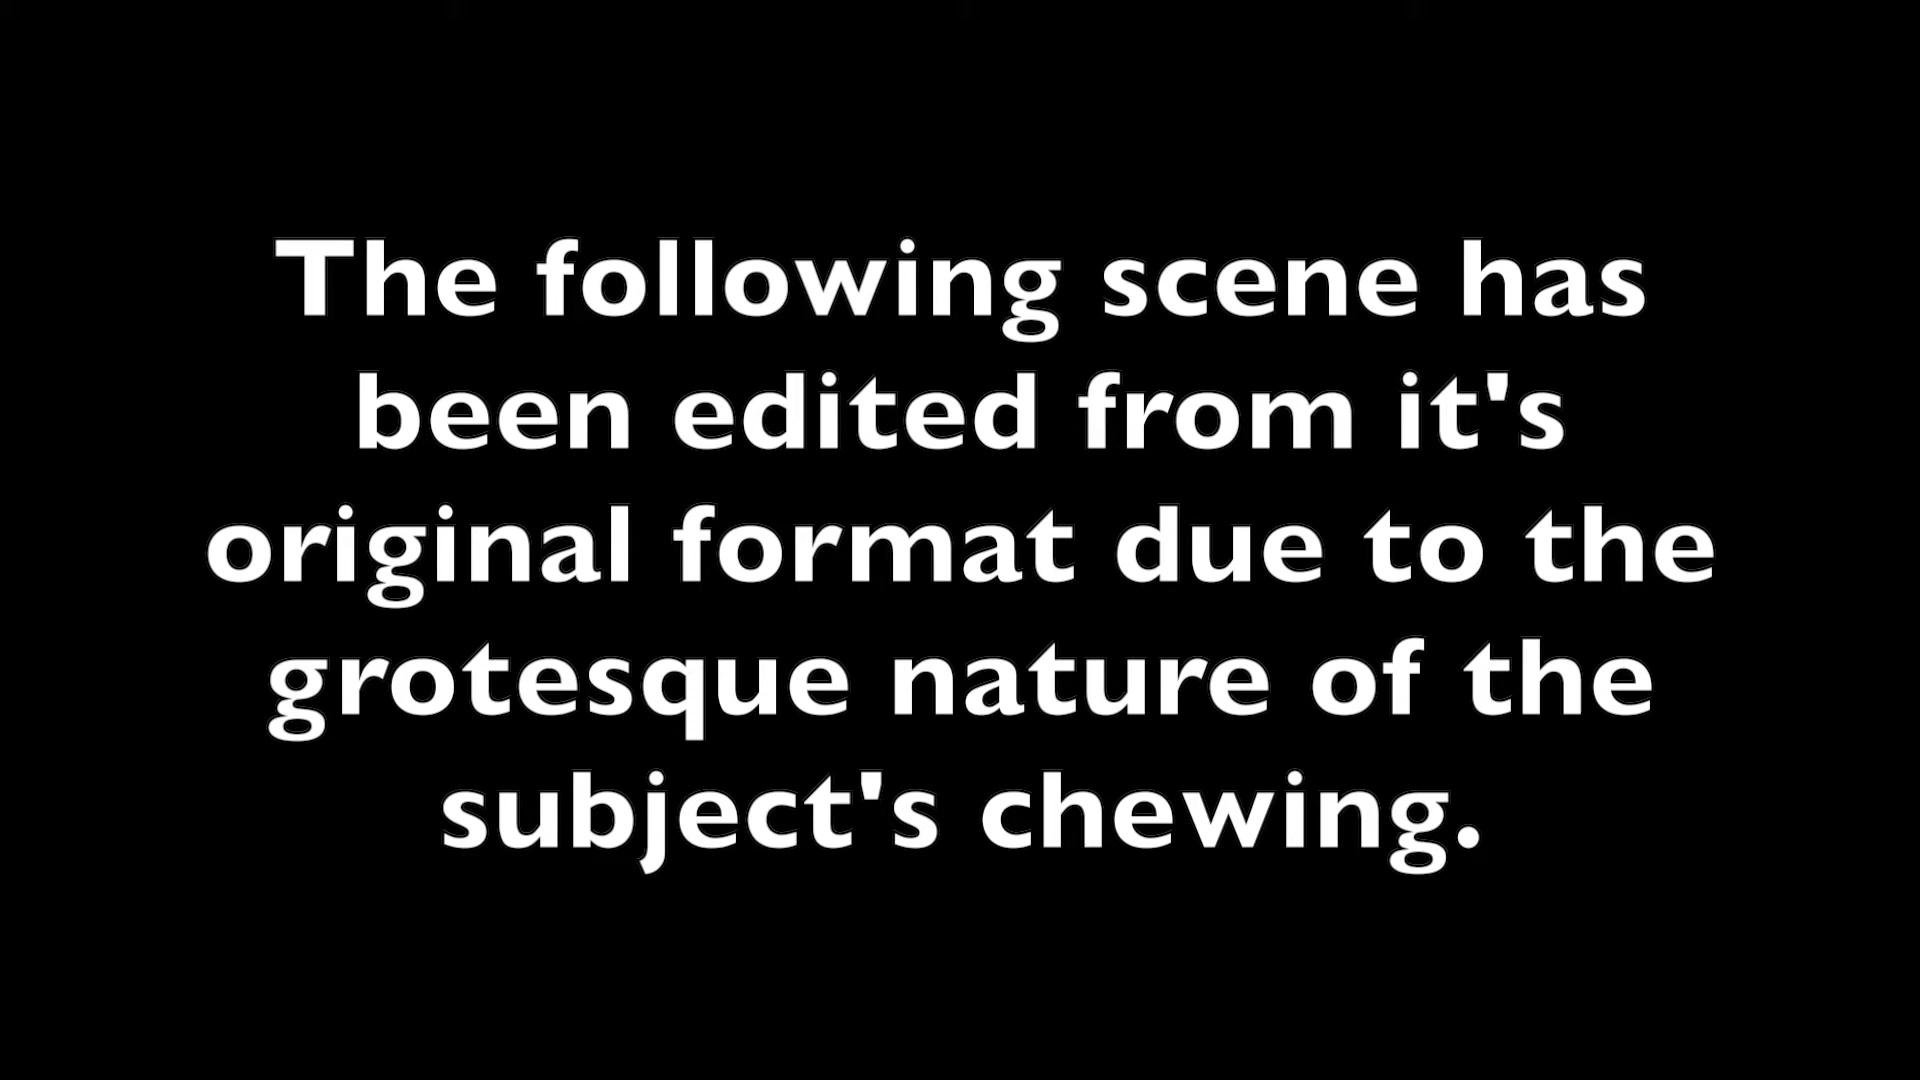 The following scene has
been edited from it's
original format due to the
grotesque nature of the
subject's chewing.